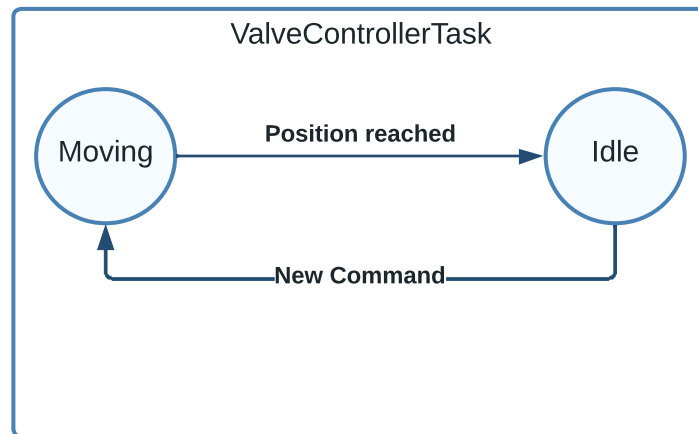 ValveControllerTask
Position reached
Moving
Idle
New Command